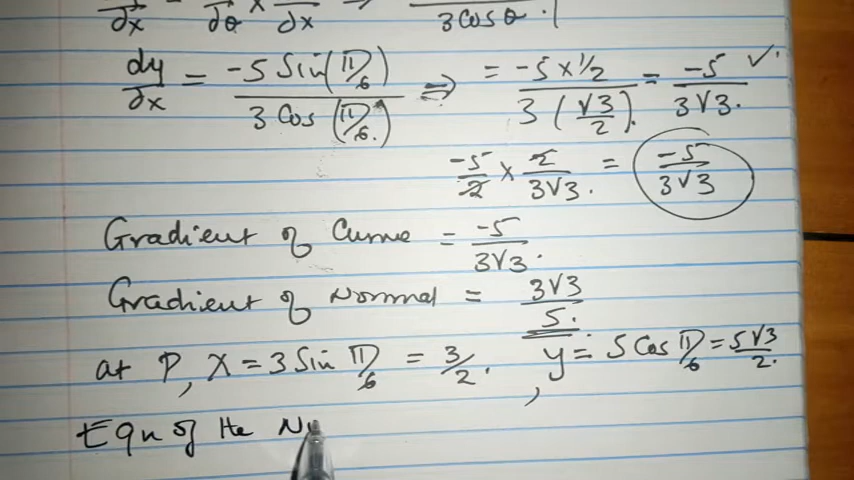 dy/dx = -5 Sin(π/6) / 3 Cos(π/6) ⇒ = -5 x 1/2 / 3(√3/2) = -5/3√3. ✓
-5/2 x 2/3√3. = -5/3√3
Gradient of Curve = -5/3√3.
Gradient of Normal = 3√3/5.
at P, x = 3 Sin π/6 = 3/2. , y = 5 Cos π/6 = 5√3/2.
Eqn of the